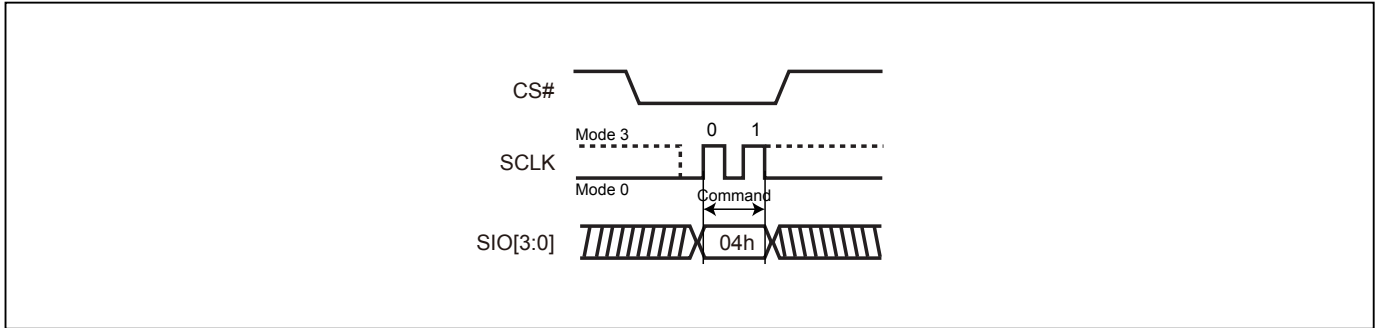 CS#
Mode 3
0 1
SCLK
Mode 0
Command
SIO[3:0]
04h